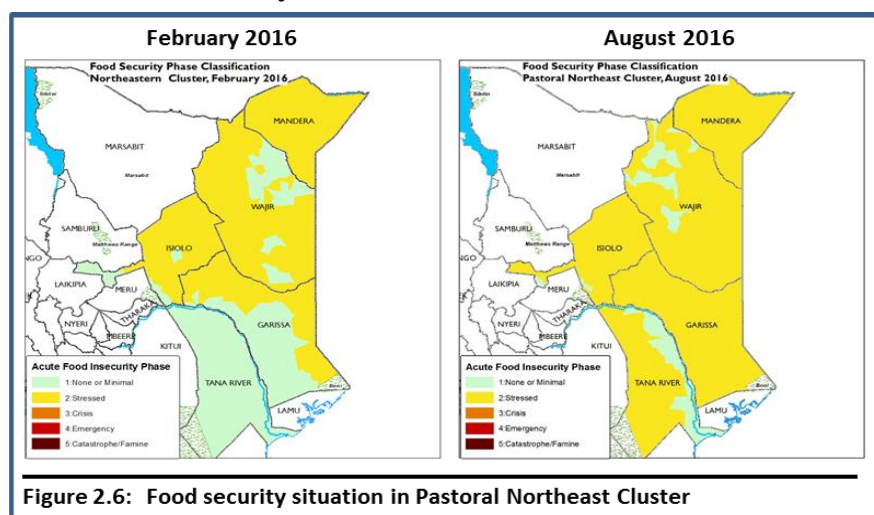 February 2016
August 2016
Food Security Phase Classification
Northeastern Cluster, February 2016
MANDERA
MARSABIT
Marsabit
WAJIR
SAMBURU
Matthews Range
ISIOLO
NGO
LAIKIPIA
MERU
THARAKA
NYERI
MBEERE
GARISSA
KITUI
TANA RIVER
Boni
LAMU
Acute Food Insecurity Phase
1:None or Minimal
2:Stressed
3:Crisis
4:Emergency
5:Catastrophe/Famine
Food Security Phase Classification
Pastoral Northeast Cluster, August 2016
MANDERA
MARSABIT
Marsabit
WAJIR
SAMBURU
Matthews Range
ISIOLO
NGO
LAIKIPIA
MERU
THARAKA
NYERI
MBEERE
GARISSA
KITUI
TANA RIVER
Boni
LAMU
Acute Food Insecurity Phase
1:None or Minimal
2:Stressed
3:Crisis
4:Emergency
5:Catastrophe/Famine
Figure 2.6: Food security situation in Pastoral Northeast Cluster